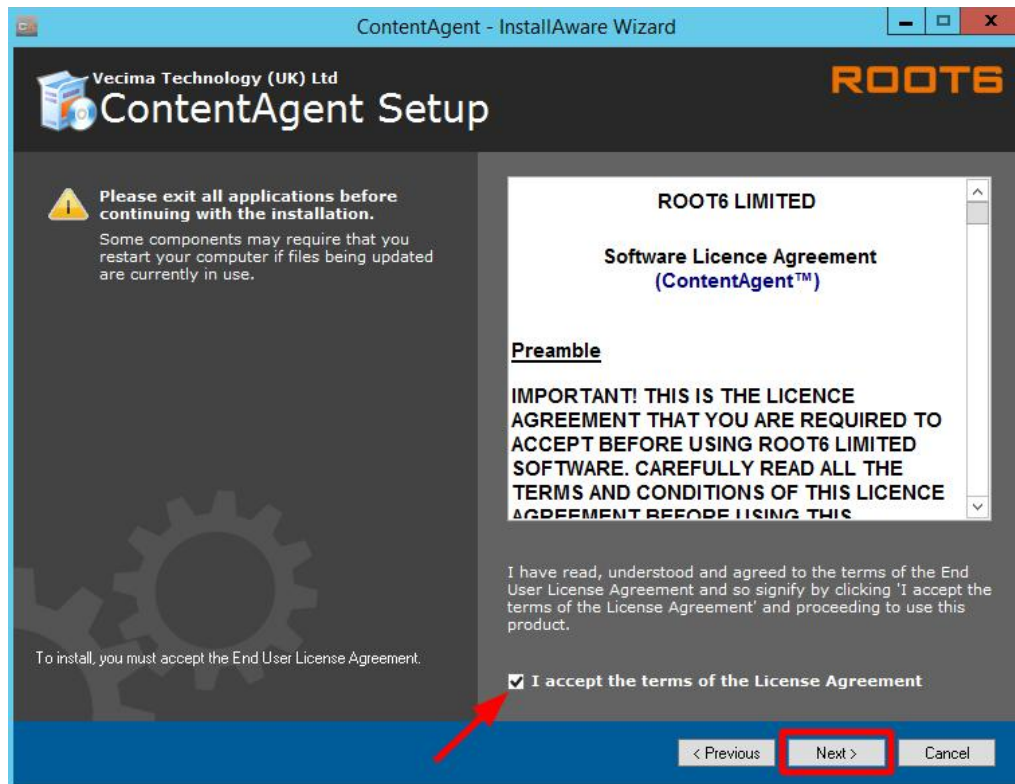 ContentAgent - InstallAware Wizard
Vecima Technology (UK) Ltd
ContentAgent Setup
ROOT6
Please exit all applications before
continuing with the installation.
Some components may require that you
restart your computer if files being updated
are currently in use.
To install, you must accept the End User License Agreement.
ROOT6 LIMITED
Software Licence Agreement
(ContentAgent™)
Preamble
IMPORTANT! THIS IS THE LICENCE
AGREEMENT THAT YOU ARE REQUIRED TO
ACCEPT BEFORE USING ROOT6 LIMITED
SOFTWARE. CAREFULLY READ ALL THE
TERMS AND CONDITIONS OF THIS LICENCE
AGREEMENT BEFORE USING THIS
I have read, understood and agreed to the terms of the End
User License Agreement and so signify by clicking 'I accept the
terms of the License Agreement' and proceeding to use this
product.
I accept the terms of the License Agreement
< Previous
Next >
Cancel